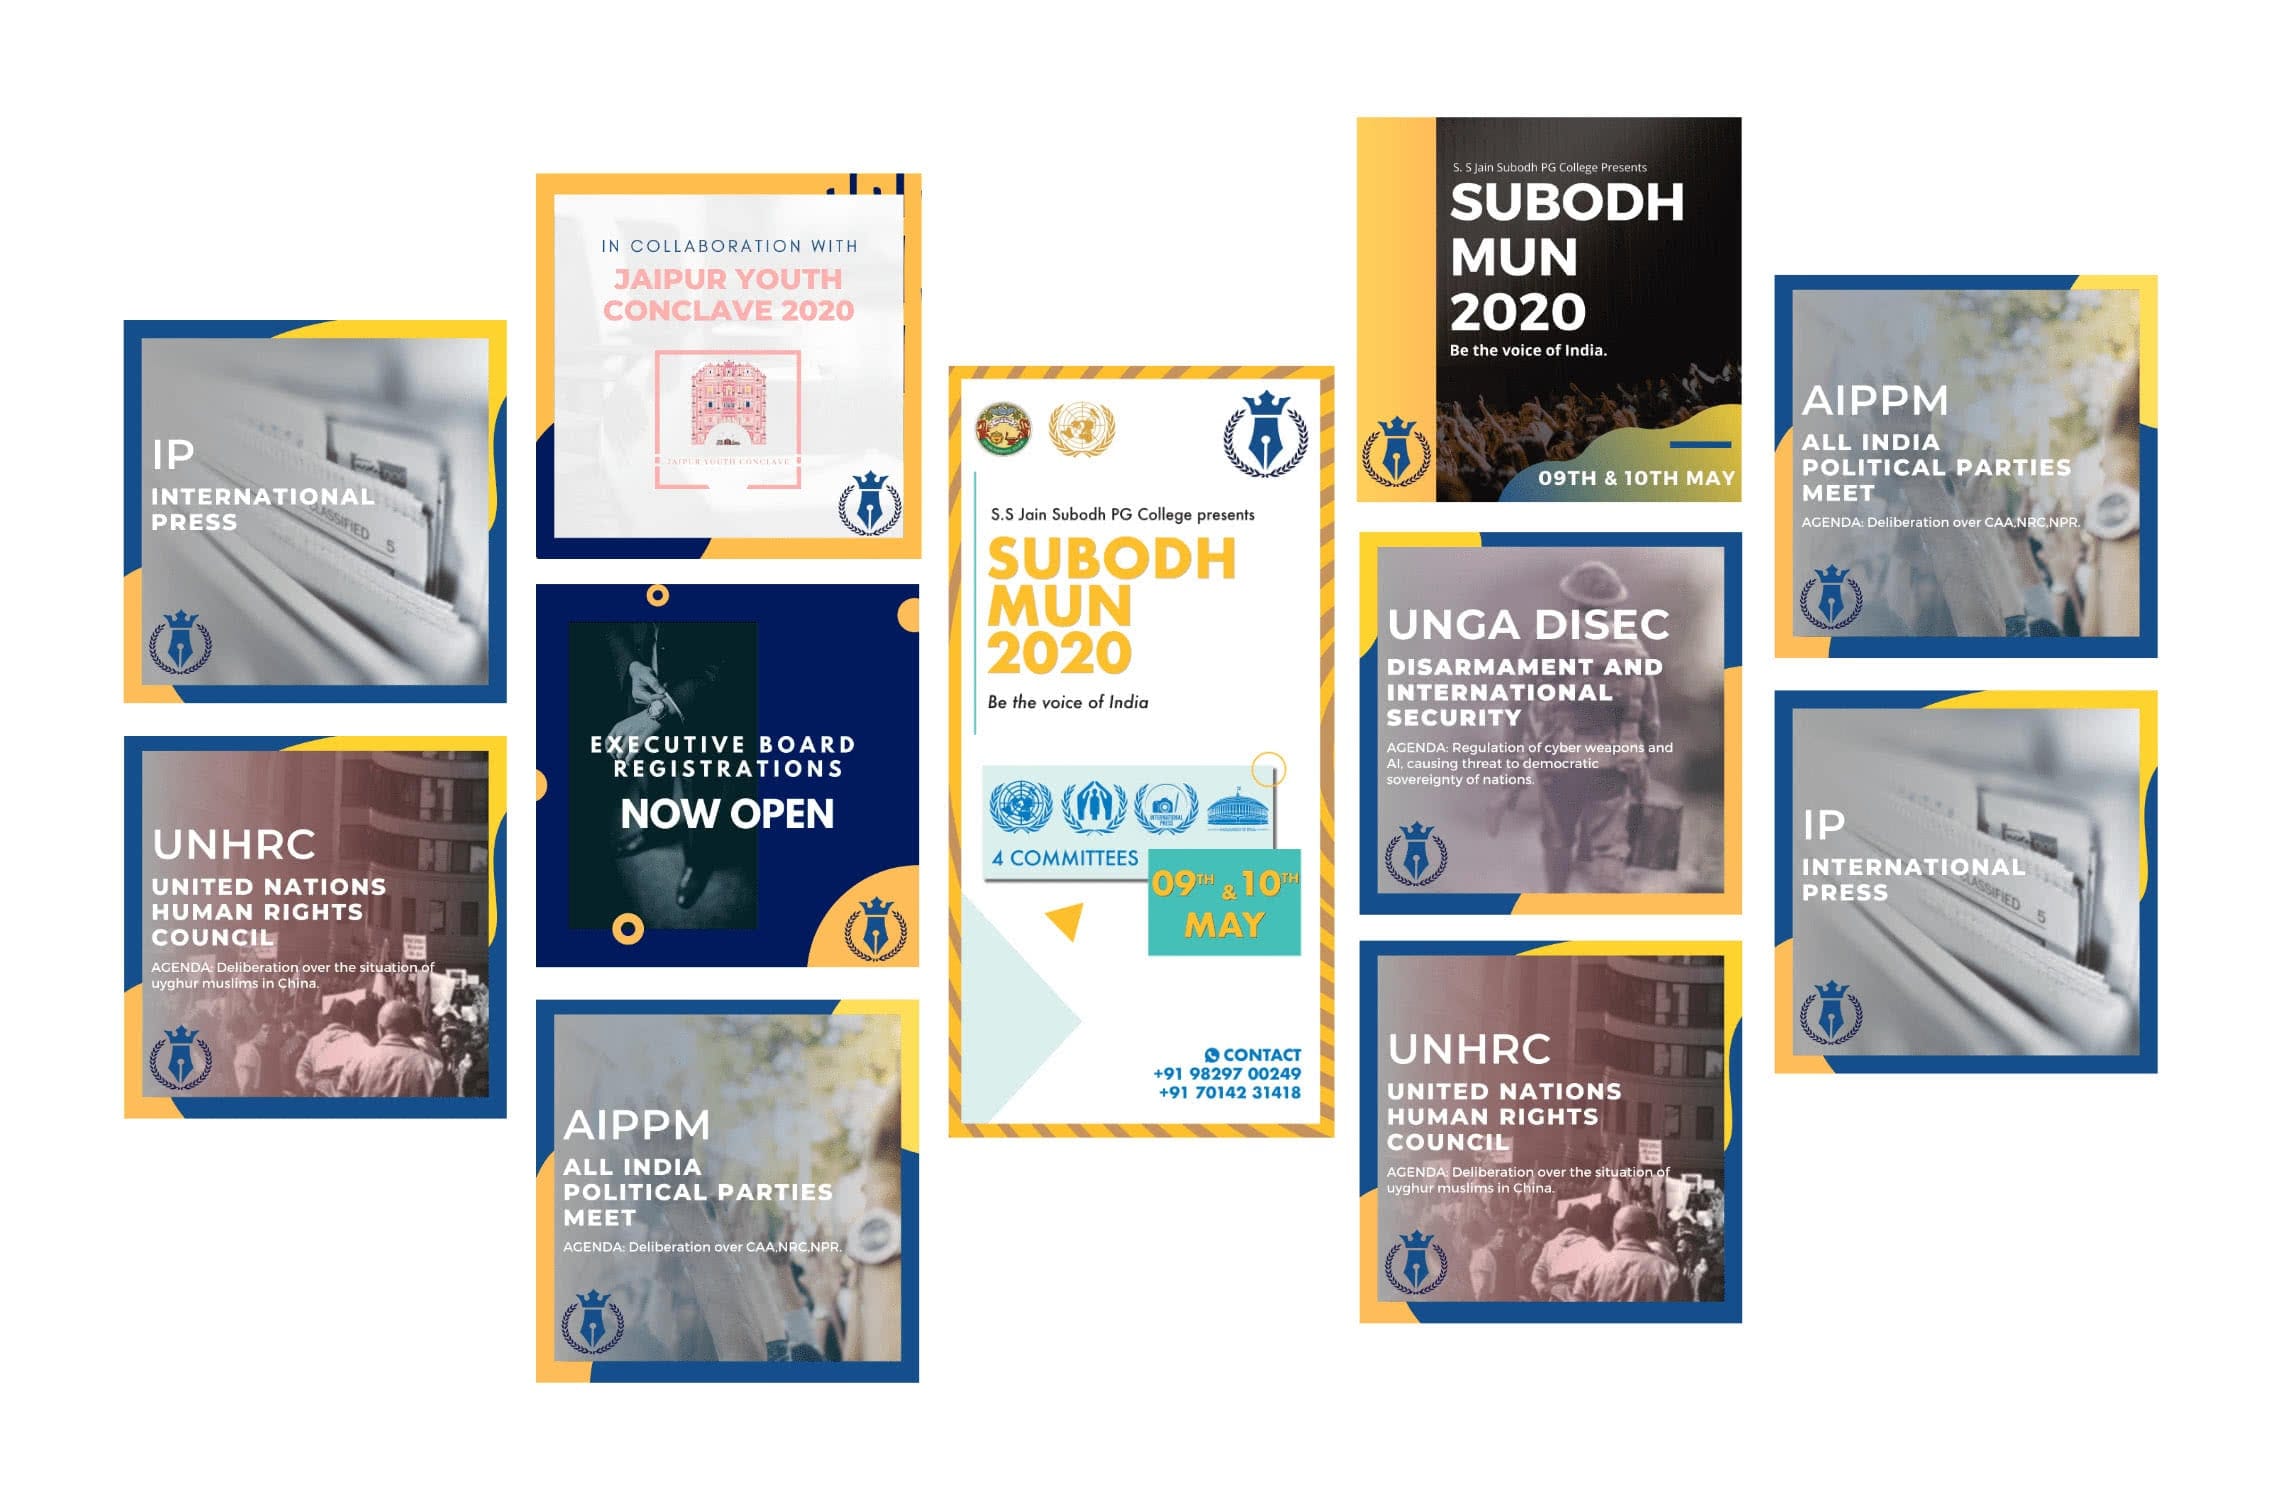 IP
INTERNATIONAL
PRESS
CLASSIFIED 5
UNHRC
UNITED NATIONS
HUMAN RIGHTS
COUNCIL
AGENDA: Deliberation over the situation of
uyghur muslims in China.
IN COLLABORATION WITH
JAIPUR YOUTH
CONCLAVE 2020
JAIPUR YOUTH CONCLAVE
EXECUTIVE BOARD
REGISTRATIONS
NOW OPEN
AIPPM
ALL INDIA
POLITICAL PARTIES
MEET
AGENDA: Deliberation over CAA,NRC,NPR.
S.S Jain Subodh PG College presents
SUBODH
MUN
2020
Be the voice of India
INTERNATIONAL
PRESS
4 COMMITTEES
09TH & 10TH
MAY
CONTACT
+91 98297 00249
+91 70142 31418
S. S Jain Subodh PG College Presents
SUBODH
MUN
2020
Be the voice of India.
09TH & 10TH MAY
UNGA DISEC
DISARMAMENT AND
INTERNATIONAL
SECURITY
AGENDA: Regulation of cyber weapons and
AI, causing threat to democratic
sovereignty of nations.
UNHRC
UNITED NATIONS
HUMAN RIGHTS
COUNCIL
AGENDA: Deliberation over the situation of
uyghur muslims in China.
AIPPM
ALL INDIA
POLITICAL PARTIES
MEET
AGENDA: Deliberation over CAA,NRC,NPR.
IP
INTERNATIONAL
PRESS
CLASSIFIED 5